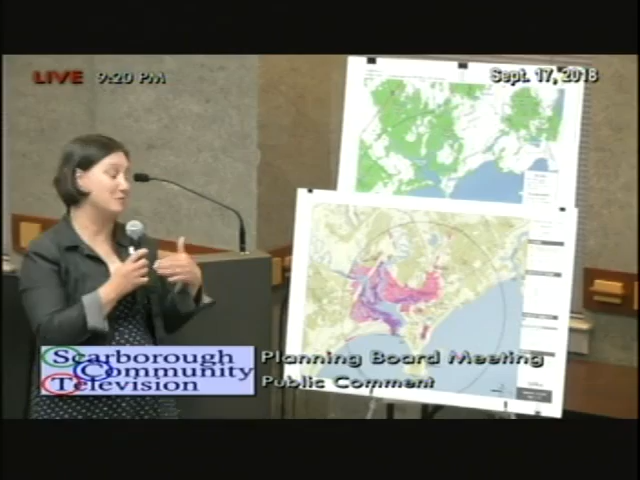 LIVE 9:20 PM
Sept. 17, 2018
Scarborough
Community
Television
Planning Board Meeting
Public Comment